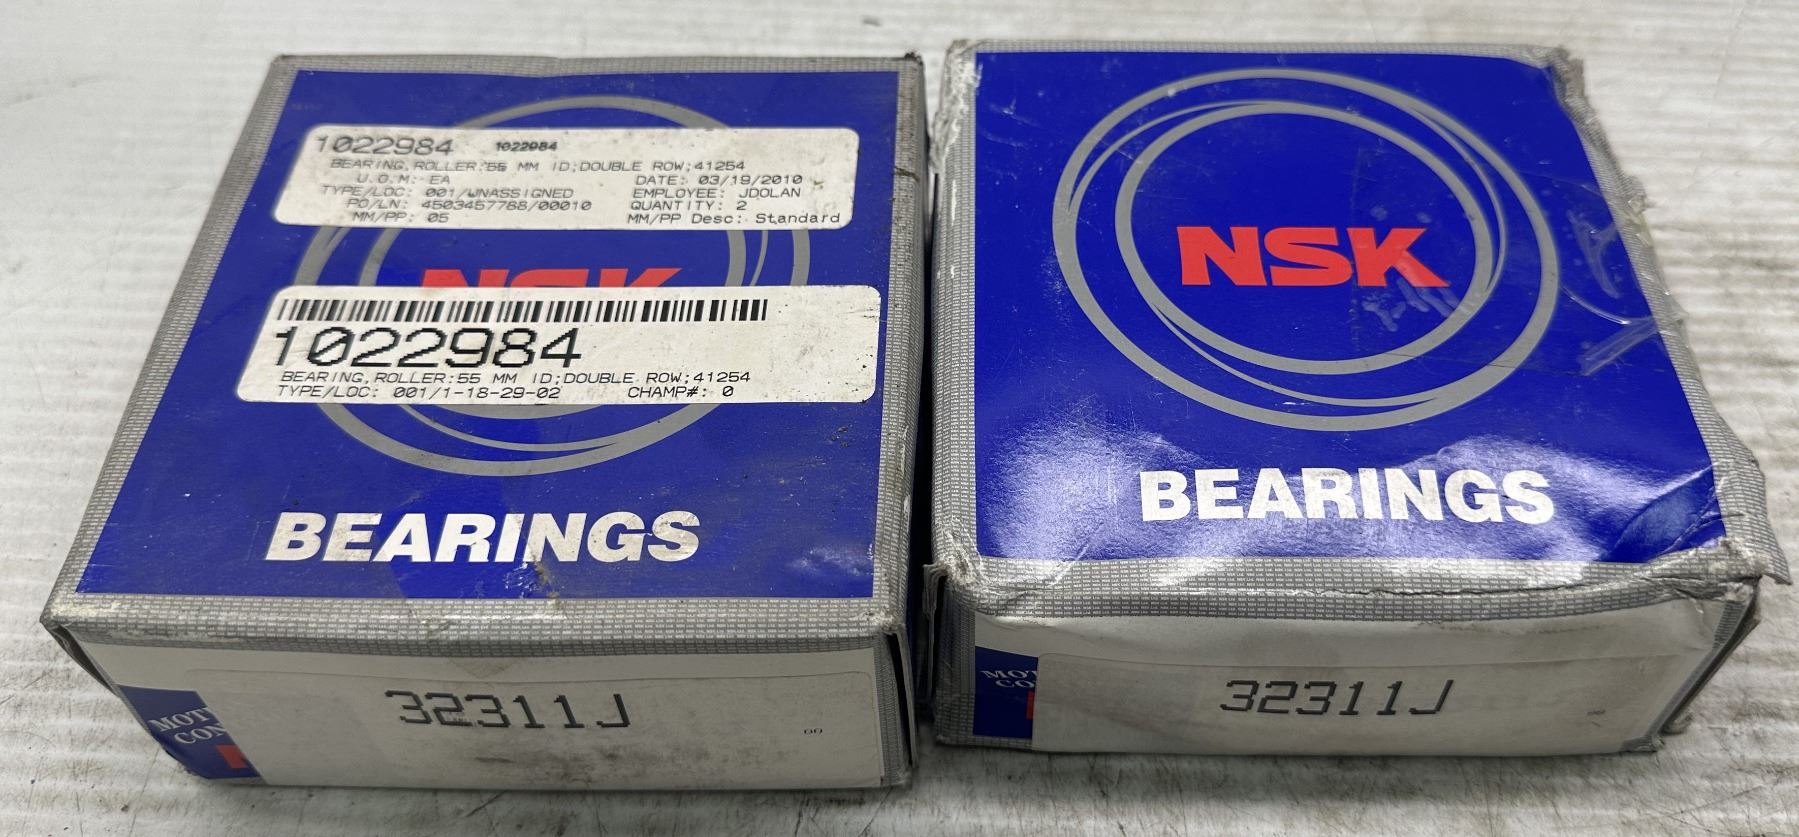 1022984 1022984
BEARING,ROLLER:55 MM ID;DOUBLE ROW;41254
U.O.M: EA DATE: 03/19/2010
TYPE/LOC: 001/UNASSIGNED EMPLOYEE: JDOLAN
PO/LN: 4503457788/00010 QUANTITY: 2
MM/PP: 05 MM/PP Desc: Standard
NSK
1022984
BEARING,ROLLER:55 MM ID;DOUBLE ROW;41254
TYPE/LOC: 001/1-18-29-02 CHAMP#: 0
BEARINGS
32311J
NSK
BEARINGS
32311J